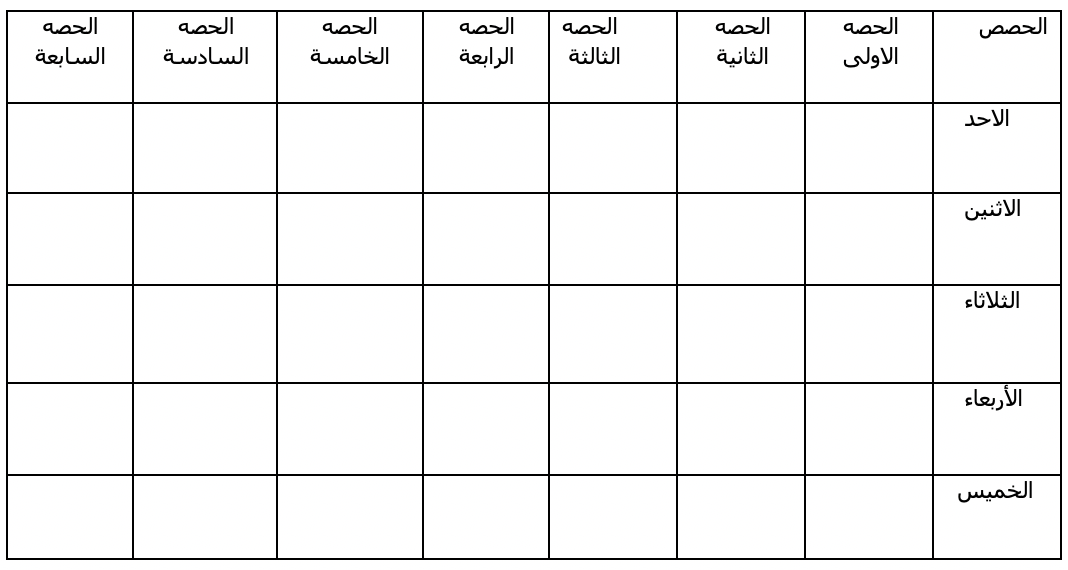 الحصص
الحصه
الاولى
الحصه
الثانية
الحصه
الثالثة
الحصه
الرابعة
الحصه
الخامسة
الحصه
السادسة
الحصه
السابعة
الاحد
الاثنين
الثلاثاء
الأربعاء
الخميس